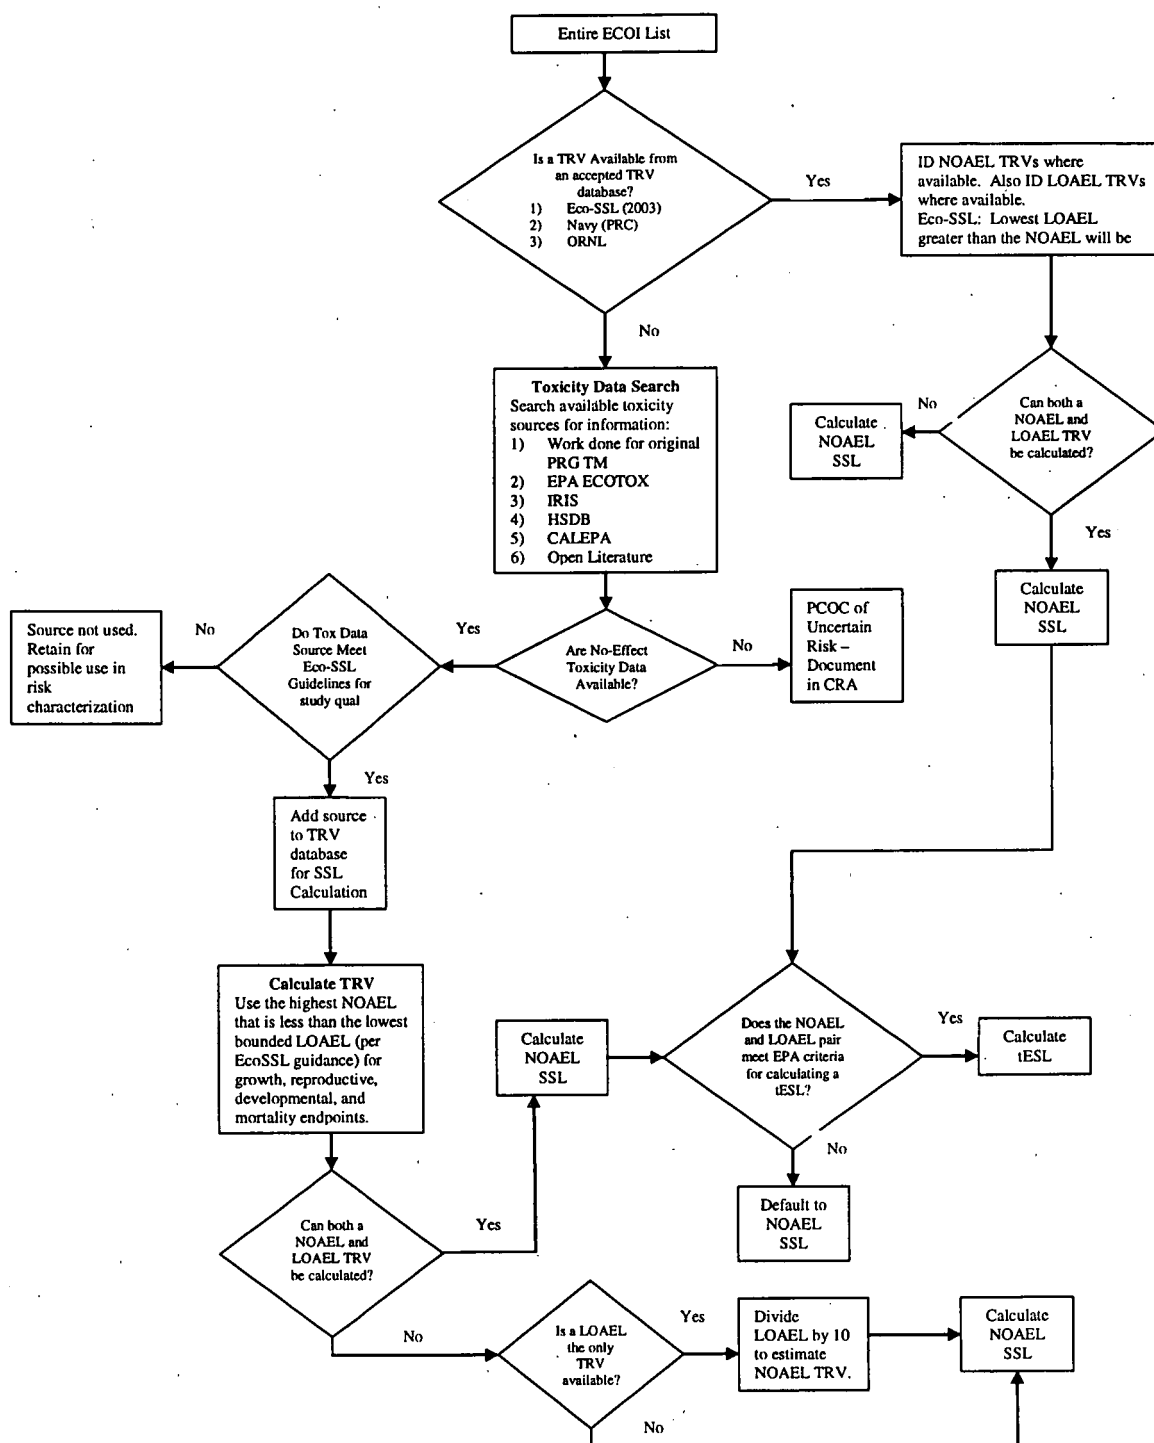 Entire ECOI List
Is a TRV Available from
an accepted TRV
database?
1) Eco-SSL (2003)
2) Navy (PRC)
3) ORNL
Yes
ID NOAEL TRVs where
available. Also ID LOAEL TRVs
where available.
Eco-SSL: Lowest LOAEL
greater than the NOAEL will be
No
Toxicity Data Search
Search available toxicity
sources for information:
1) Work done for original
PRG TM
2) EPA ECOTOX
3) IRIS
4) HSDB
5) CALEPA
6) Open Literature
Can both a
NOAEL and
LOAEL TRV
be calculated?
No
Calculate
NOAEL
SSL
Yes
Calculate
NOAEL
SSL
Are No-Effect
Toxicity Data
Available?
No
PCOC of
Uncertain
Risk –
Document
in CRA
Yes
Do Tox Data
Source Meet
Eco-SSL
Guidelines for
study qual
No
Source not used.
Retain for
possible use in
risk
characterization
Yes
Add source
to TRV
database
for SSL
Calculation
Calculate TRV
Use the highest NOAEL
that is less than the lowest
bounded LOAEL (per
EcoSSL guidance) for
growth, reproductive,
developmental, and
mortality endpoints.
Calculate
NOAEL
SSL
Does the NOAEL
and LOAEL pair
meet EPA criteria
for calculating a
tESL?
Yes
Calculate
tESL
No
Default to
NOAEL
SSL
Can both a
NOAEL and
LOAEL TRV
be calculated?
Yes
No
Is a LOAEL
the only
TRV
available?
Yes
Divide
LOAEL by 10
to estimate
NOAEL TRV.
Calculate
NOAEL
SSL
No